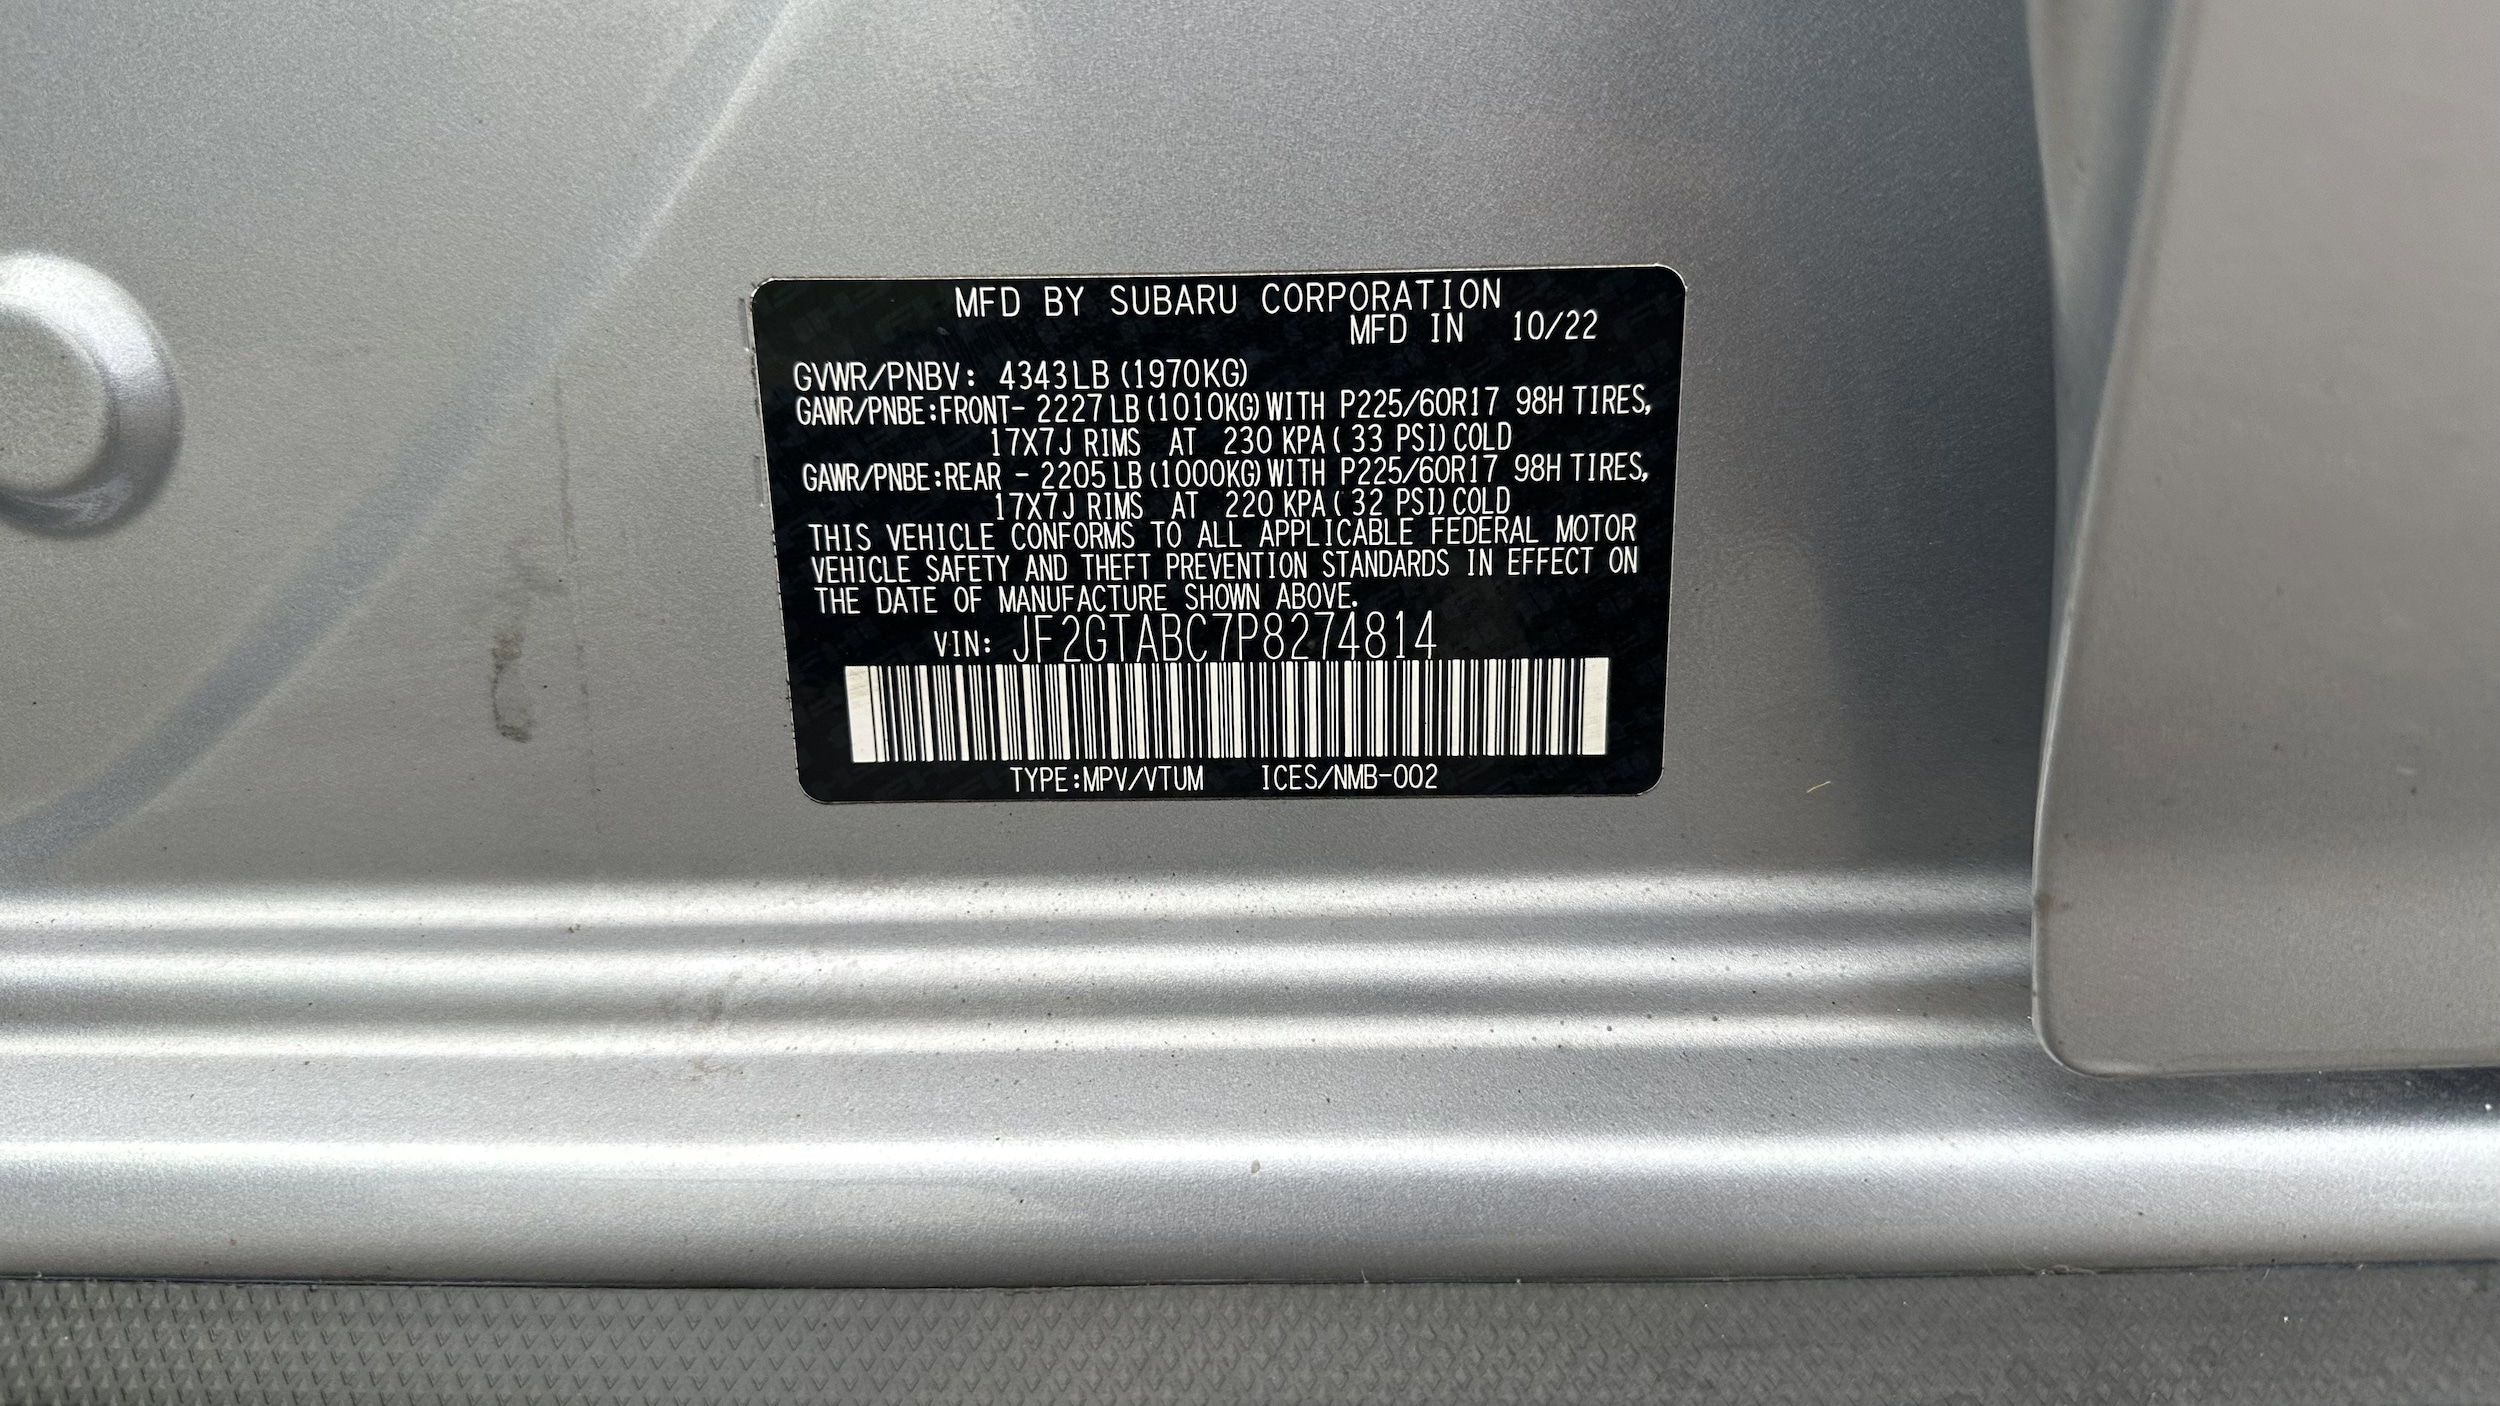 MFD BY SUBARU CORPORATION
MFD IN 10/22
GVWR/PNBV: 4343LB (1970KG)
GAWR/PNBE:FRONT- 2227LB (1010KG) WITH P225/60R17 98H TIRES,
17X7J RIMS AT 230 KPA ( 33 PSI) COLD
GAWR/PNBE:REAR - 2205LB (1000KG) WITH P225/60R17 98H TIRES,
17X7J RIMS AT 220 KPA ( 32 PSI) COLD
THIS VEHICLE CONFORMS TO ALL APPLICABLE FEDERAL MOTOR
VEHICLE SAFETY AND THEFT PREVENTION STANDARDS IN EFFECT ON
THE DATE OF MANUFACTURE SHOWN ABOVE.
VIN: JF2GTABC7P8274814
TYPE:MPV/VTUM ICES/NMB-002